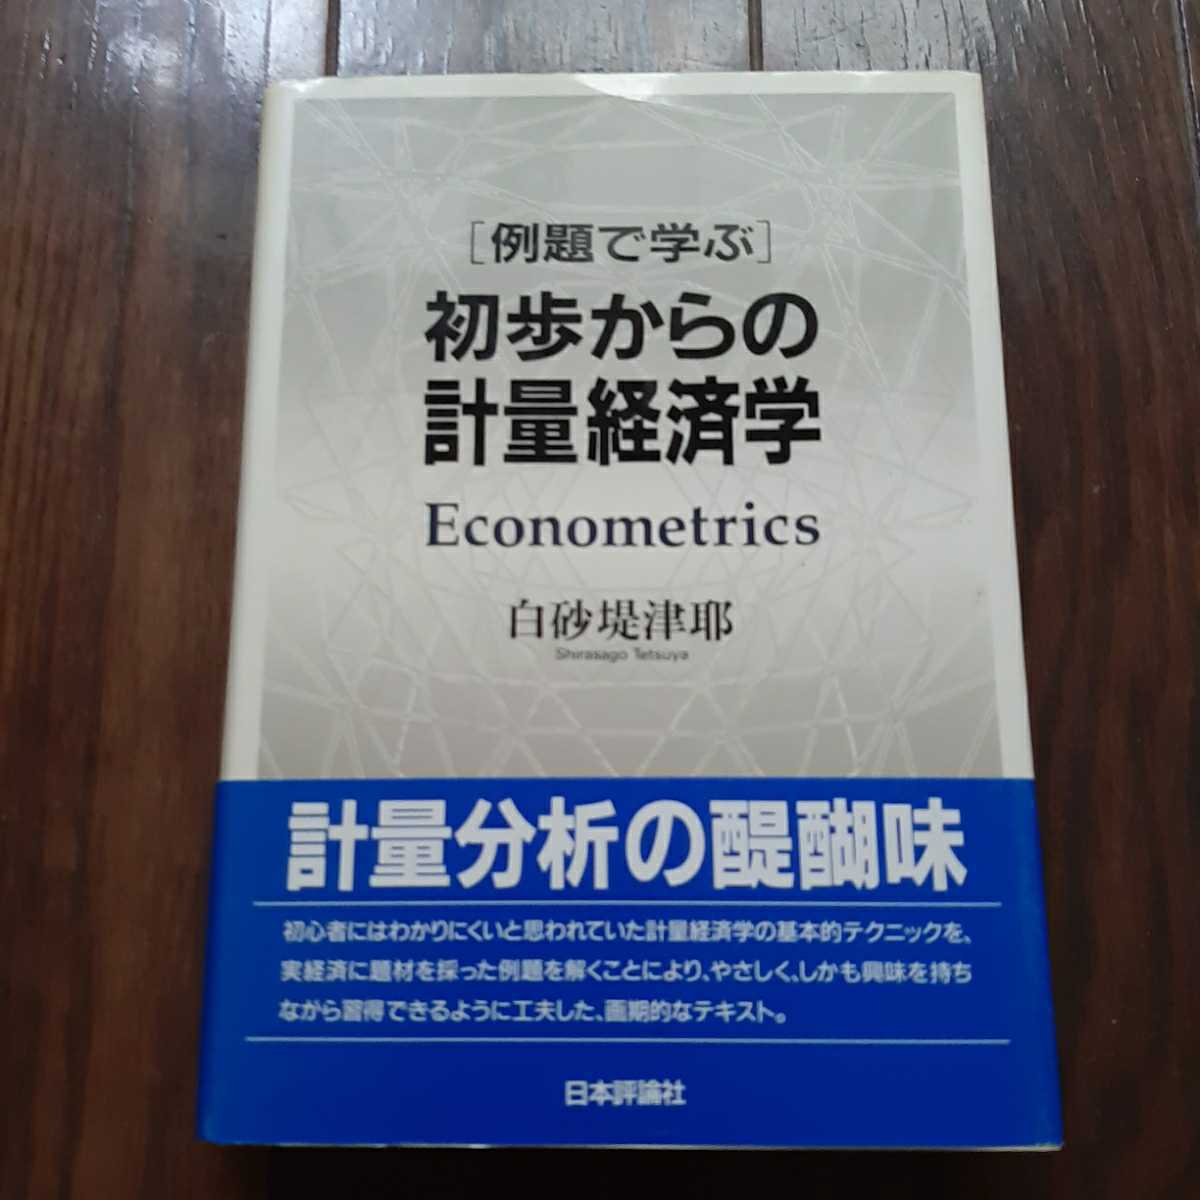 ［例題で学ぶ］
初歩からの
計量経済学
Econometrics
白砂堤津耶
Shirasago Tetsuya
計量分析の醍醐味
初心者にはわかりにくいと思われていた計量経済学の基本的テクニックを、
実経済に題材を採った例題を解くことにより、やさしく、しかも興味を持ち
ながら習得できるように工夫した、画期的なテキスト。
日本評論社